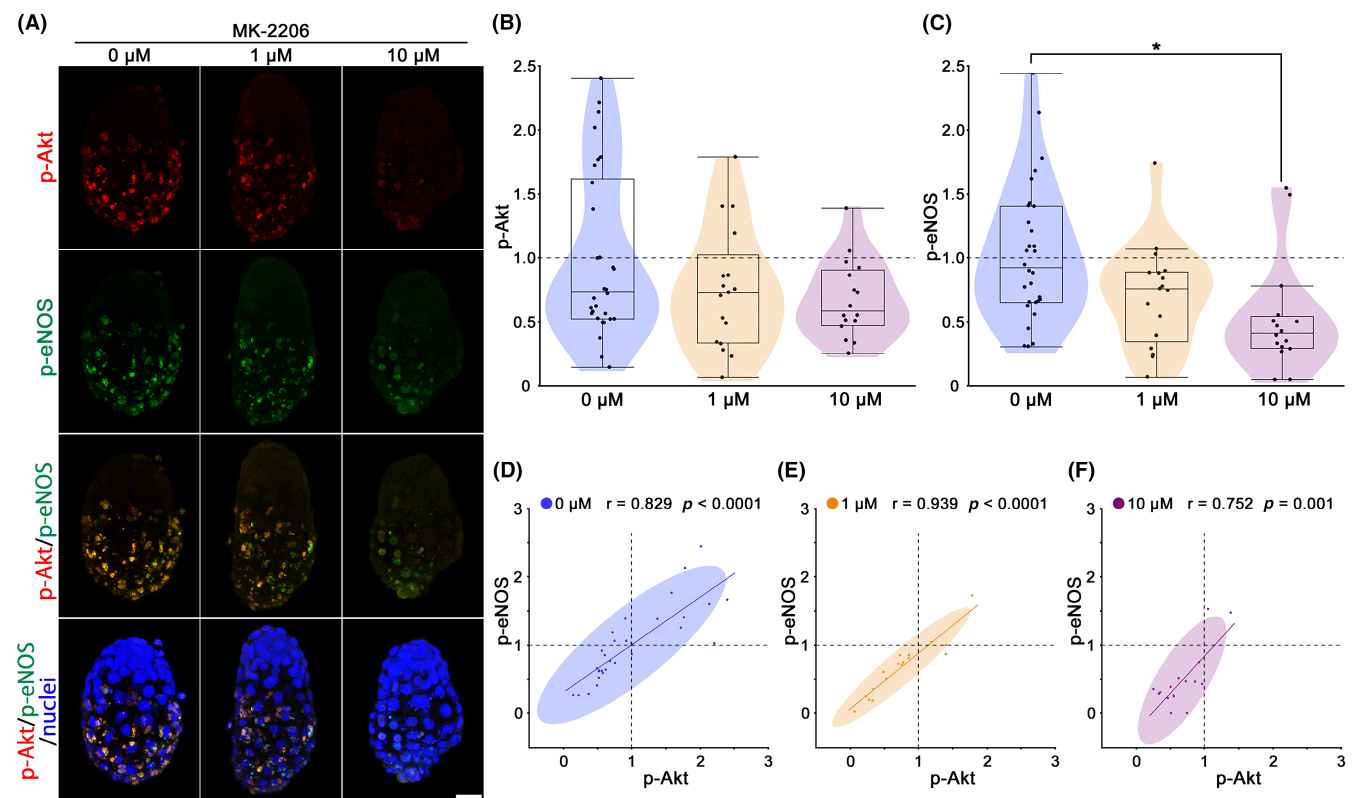 (A)
MK-2206
0 µM 1 µM 10 µM
p-Akt
p-eNOS
p-Akt/p-eNOS
p-Akt/p-eNOS
/nuclei
(B)
p-Akt
2.5
2.0
1.5
1.0
0.5
0
0 µM 1 µM 10 µM
(C)
*
p-eNOS
2.5
2.0
1.5
1.0
0.5
0
0 µM 1 µM 10 µM
(D)
0 µM r = 0.829 p < 0.0001
p-eNOS
3
2
1
0
0 1 2 3
p-Akt
(E)
1 µM r = 0.939 p < 0.0001
p-eNOS
3
2
1
0
0 1 2 3
p-Akt
(F)
10 µM r = 0.752 p = 0.001
p-eNOS
3
2
1
0
0 1 2 3
p-Akt